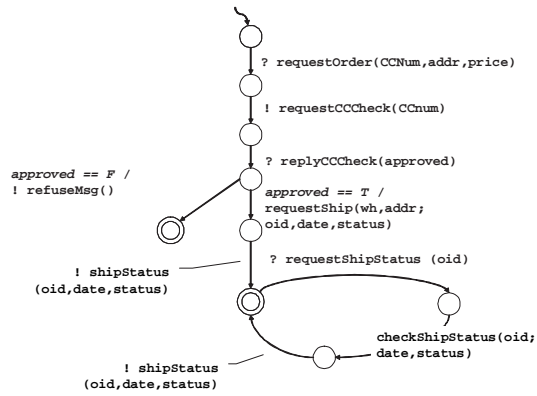 ? requestOrder(CCNum,addr,price)
! requestCCCheck(CCnum)
? replyCCCheck(approved)
approved == F /
! refuseMsg()
approved == T /
requestShip(wh,addr;
oid,date,status)
? requestShipStatus (oid)
! shipStatus
(oid,date,status)
checkShipStatus(oid;
date,status)
! shipStatus
(oid,date,status)